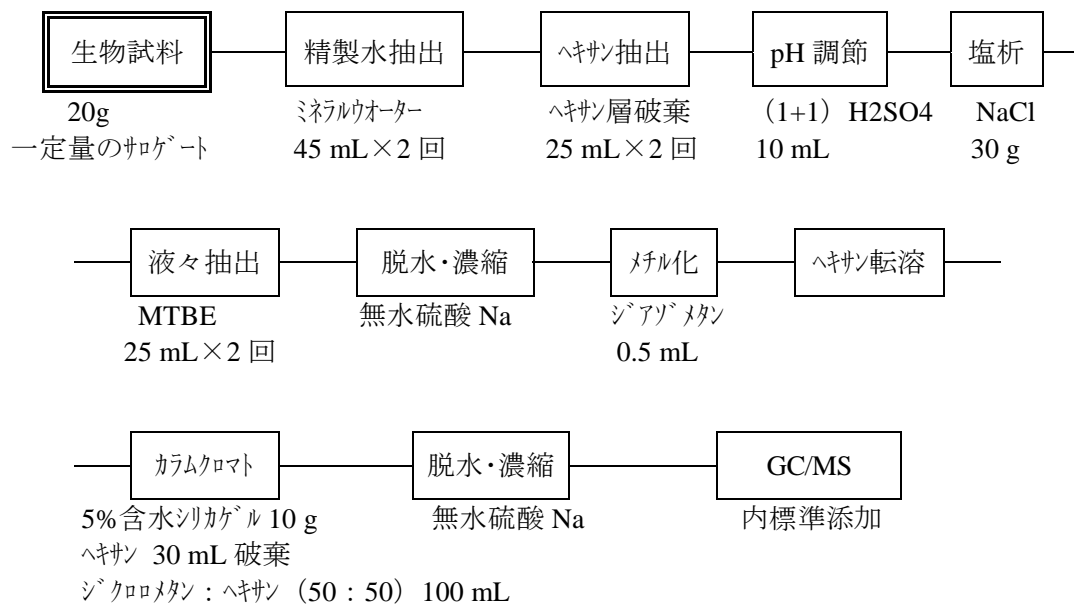 生物試料 精製水抽出 ﾍｷｻﾝ抽出 pH 調節 塩析
20g ﾐﾈﾗﾙｳｵｰﾀｰ ﾍｷｻﾝ層破棄 (1+1) H2SO4 NaCl
一定量のｻﾛｹﾞｰﾄ 45 mL×2 回 25 mL×2 回 10 mL 30 g
液々抽出 脱水･濃縮 ﾒﾁﾙ化 ﾍｷｻﾝ転溶
MTBE 無水硫酸 Na ｼﾞｱｿﾞﾒﾀﾝ
25 mL×2 回 0.5 mL
ｶﾗﾑｸﾛﾏﾄ 脱水･濃縮 GC/MS
5%含水ｼﾘｶｹﾞﾙ 10 g 無水硫酸 Na 内標準添加
ﾍｷｻﾝ 30 mL 破棄
ｼﾞｸﾛﾛﾒﾀﾝ：ﾍｷｻﾝ（50：50）100 mL